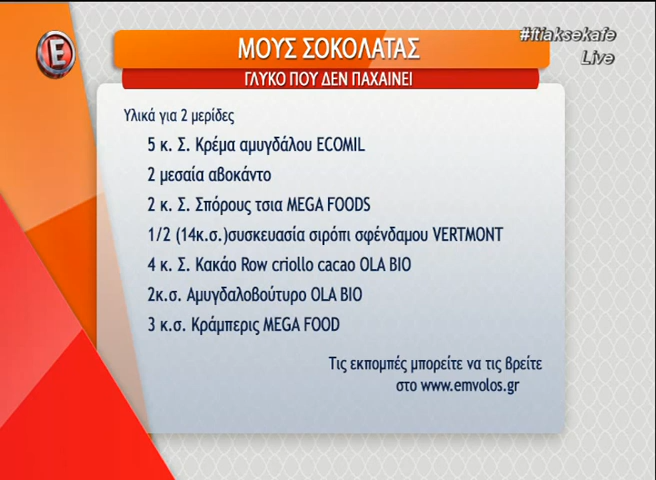 E
ΜΟΥΣ ΣΟΚΟΛΑΤΑΣ
#itiaksekafe
Live
ΓΛΥΚΟ ΠΟΥ ΔΕΝ ΠΑΧΑΙΝΕΙ
Υλικά για 2 μερίδες
5 κ. Σ. Κρέμα αμυγδάλου ECOMIL
2 μεσαία αβοκάντο
2 κ. Σ. Σπόρους τσια MEGA FOODS
1/2 (14κ.σ.)συσκευασία σιρόπι σφένδαμου VERTMONT
4 κ. Σ. Κακάο Row criollo cacao OLA BIO
2κ.σ. Αμυγδαλοβούτυρο OLA BIO
3 κ.σ. Κράμπερις MEGA FOOD
Τις εκπομπές μπορείτε να τις βρείτε
στο www.emvolos.gr